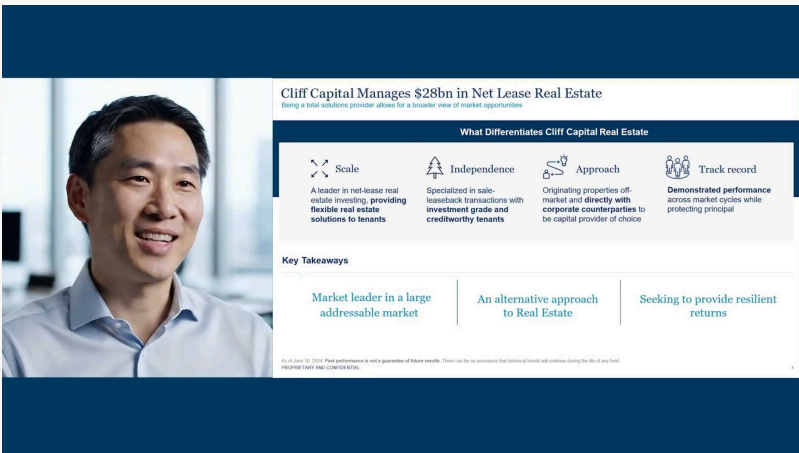 Cliff Capital Manages $28bn in Net Lease Real Estate
Being a total solutions provider allows for a broader view of market opportunities
What Differentiates Cliff Capital Real Estate
Scale
A leader in net-lease real
estate investing, providing
flexible real estate
solutions to tenants
Independence
Specialized in sale-
leaseback transactions with
investment grade and
creditworthy tenants
Approach
Originating properties off-
market and directly with
corporate counterparties to
be capital provider of choice
Track record
Demonstrated performance
across market cycles while
protecting principal
Key Takeaways
Market leader in a large
addressable market
An alternative approach
to Real Estate
Seeking to provide resilient
returns
As of June 30, 2024. Past performance is not a guarantee of future results. There can be no assurance that historical trends will continue during the life of any fund.
PROPRIETARY AND CONFIDENTIAL